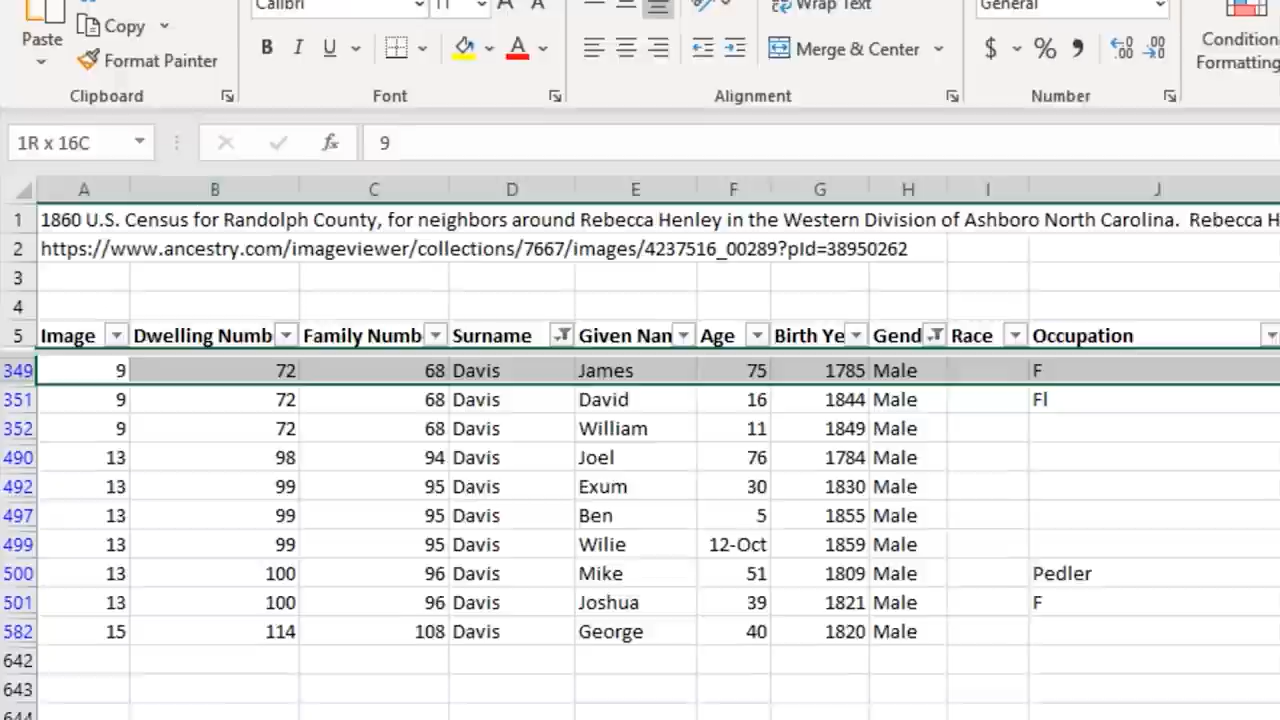 Calibri 11 A A Wrap Text General
Paste Copy
Format Painter B I U A Merge & Center $ % Condition
Formatting
Clipboard Font Alignment Number
1R x 16C fx 9
A B C D E F G H I J
1 1860 U.S. Census for Randolph County, for neighbors around Rebecca Henley in the Western Division of Ashboro North Carolina. Rebecca H
2 https://www.ancestry.com/imageviewer/collections/7667/images/4237516_00289?pId=38950262
3
4
5 Image Dwelling Numb Family Numb Surname Given Nan Age Birth Ye Gend Race Occupation
349 9 72 68 Davis James 75 1785 Male F
351 9 72 68 Davis David 16 1844 Male Fl
352 9 72 68 Davis William 11 1849 Male
490 13 98 94 Davis Joel 76 1784 Male
492 13 99 95 Davis Exum 30 1830 Male
497 13 99 95 Davis Ben 5 1855 Male
499 13 99 95 Davis Wilie 12-Oct 1859 Male
500 13 100 96 Davis Mike 51 1809 Male Pedler
501 13 100 96 Davis Joshua 39 1821 Male F
582 15 114 108 Davis George 40 1820 Male
642
643
644